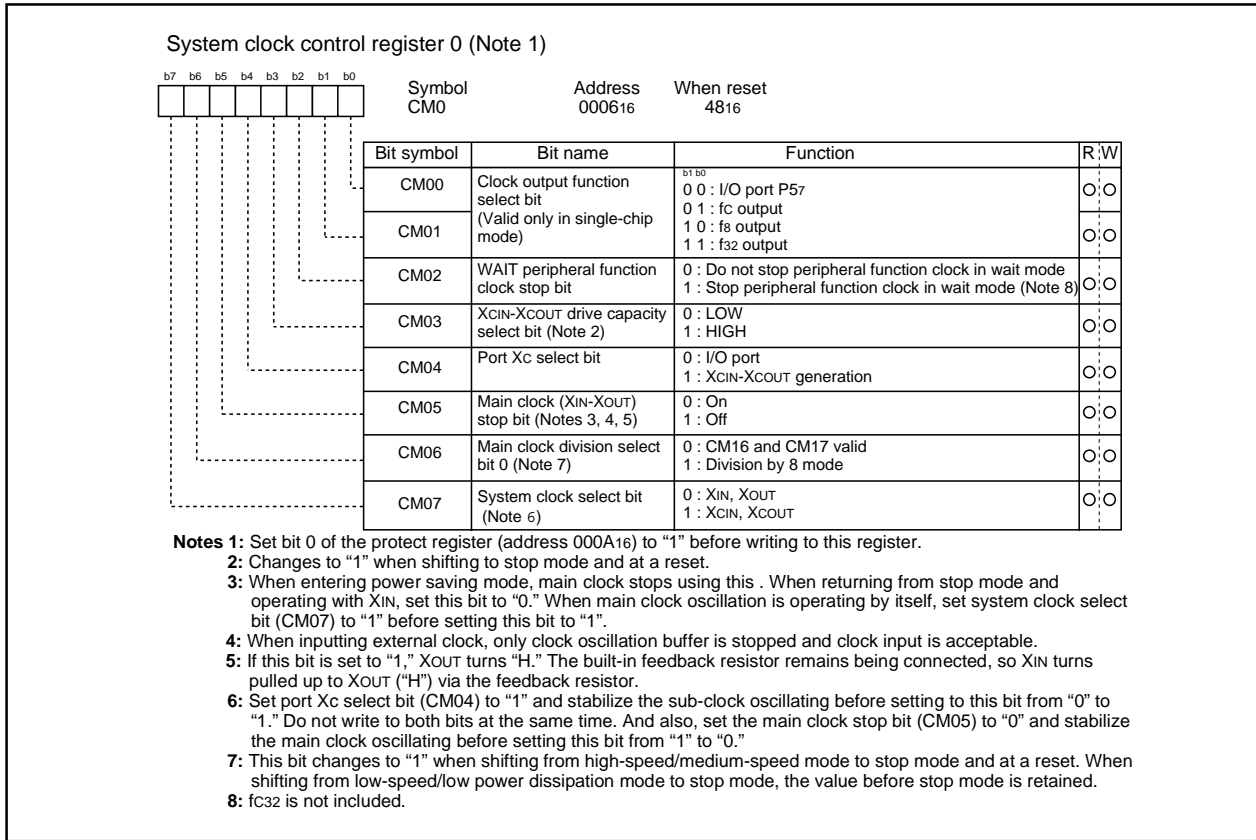 System clock control register 0 (Note 1)
b7 b6 b5 b4 b3 b2 b1 b0
Symbol Address When reset
CM0 000616 4816
Bit symbol Bit name Function R W
CM00 Clock output function
select bit
(Valid only in single-chip
mode)
b1 b0
0 0 : I/O port P57
0 1 : fC output
1 0 : f8 output
1 1 : f32 output
CM01
CM02 WAIT peripheral function
clock stop bit
0 : Do not stop peripheral function clock in wait mode
1 : Stop peripheral function clock in wait mode (Note 8)
CM03 XCIN-XCOUT drive capacity
select bit (Note 2)
0 : LOW
1 : HIGH
CM04 Port XC select bit
0 : I/O port
1 : XCIN-XCOUT generation
CM05 Main clock (XIN-XOUT)
stop bit (Notes 3, 4, 5)
0 : On
1 : Off
CM06 Main clock division select
bit 0 (Note 7)
0 : CM16 and CM17 valid
1 : Division by 8 mode
CM07 System clock select bit
(Note 6)
0 : XIN, XOUT
1 : XCIN, XCOUT
Notes 1: Set bit 0 of the protect register (address 000A16) to “1” before writing to this register.
2: Changes to “1” when shifting to stop mode and at a reset.
3: When entering power saving mode, main clock stops using this . When returning from stop mode and
operating with XIN, set this bit to “0.” When main clock oscillation is operating by itself, set system clock select
bit (CM07) to “1” before setting this bit to “1”.
4: When inputting external clock, only clock oscillation buffer is stopped and clock input is acceptable.
5: If this bit is set to “1,” XOUT turns “H.” The built-in feedback resistor remains being connected, so XIN turns
pulled up to XOUT (“H”) via the feedback resistor.
6: Set port Xc select bit (CM04) to “1” and stabilize the sub-clock oscillating before setting to this bit from “0” to
“1.” Do not write to both bits at the same time. And also, set the main clock stop bit (CM05) to “0” and stabilize
the main clock oscillating before setting this bit from “1” to “0.”
7: This bit changes to “1” when shifting from high-speed/medium-speed mode to stop mode and at a reset. When
shifting from low-speed/low power dissipation mode to stop mode, the value before stop mode is retained.
8: fC32 is not included.